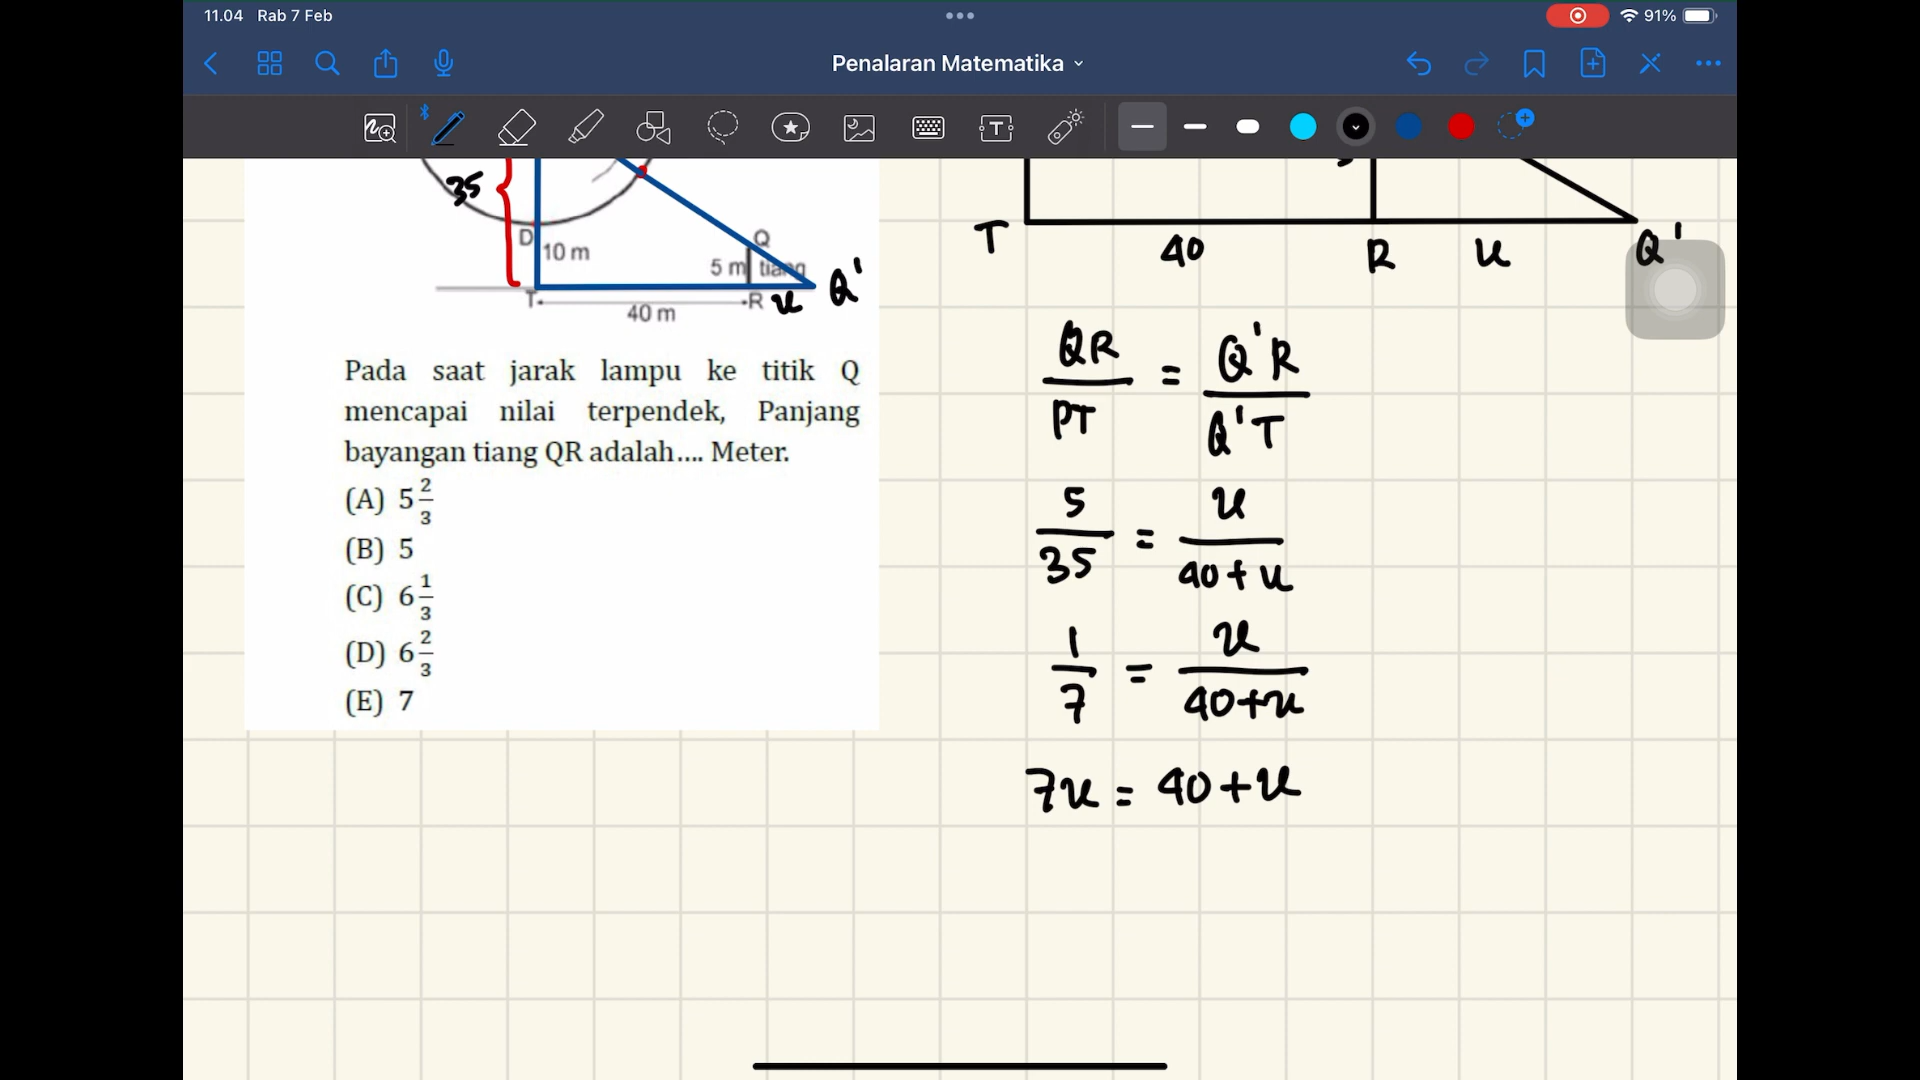 11.04 Rab 7 Feb
91%
Penalaran Matematika
35
D
10 m
Q
5 m tiang
T
R
x
Q'
40 m
Pada saat jarak lampu ke titik Q
mencapai nilai terpendek, Panjang
bayangan tiang QR adalah.... Meter.
(A) 5 2/3
(B) 5
(C) 6 1/3
(D) 6 2/3
(E) 7
T
40
R
x
Q'
QR/PT = Q'R/Q'T
5/35 = x/40+x
1/7 = x/40+x
7x = 40+x